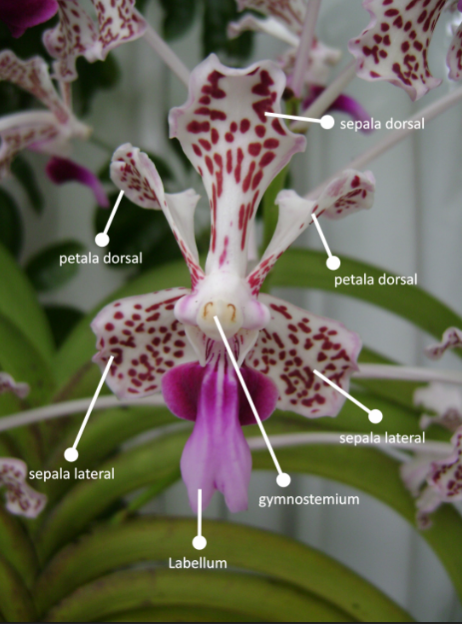 sepala dorsal
petala dorsal
petala dorsal
sepala lateral
sepala lateral
gymnostemium
Labellum